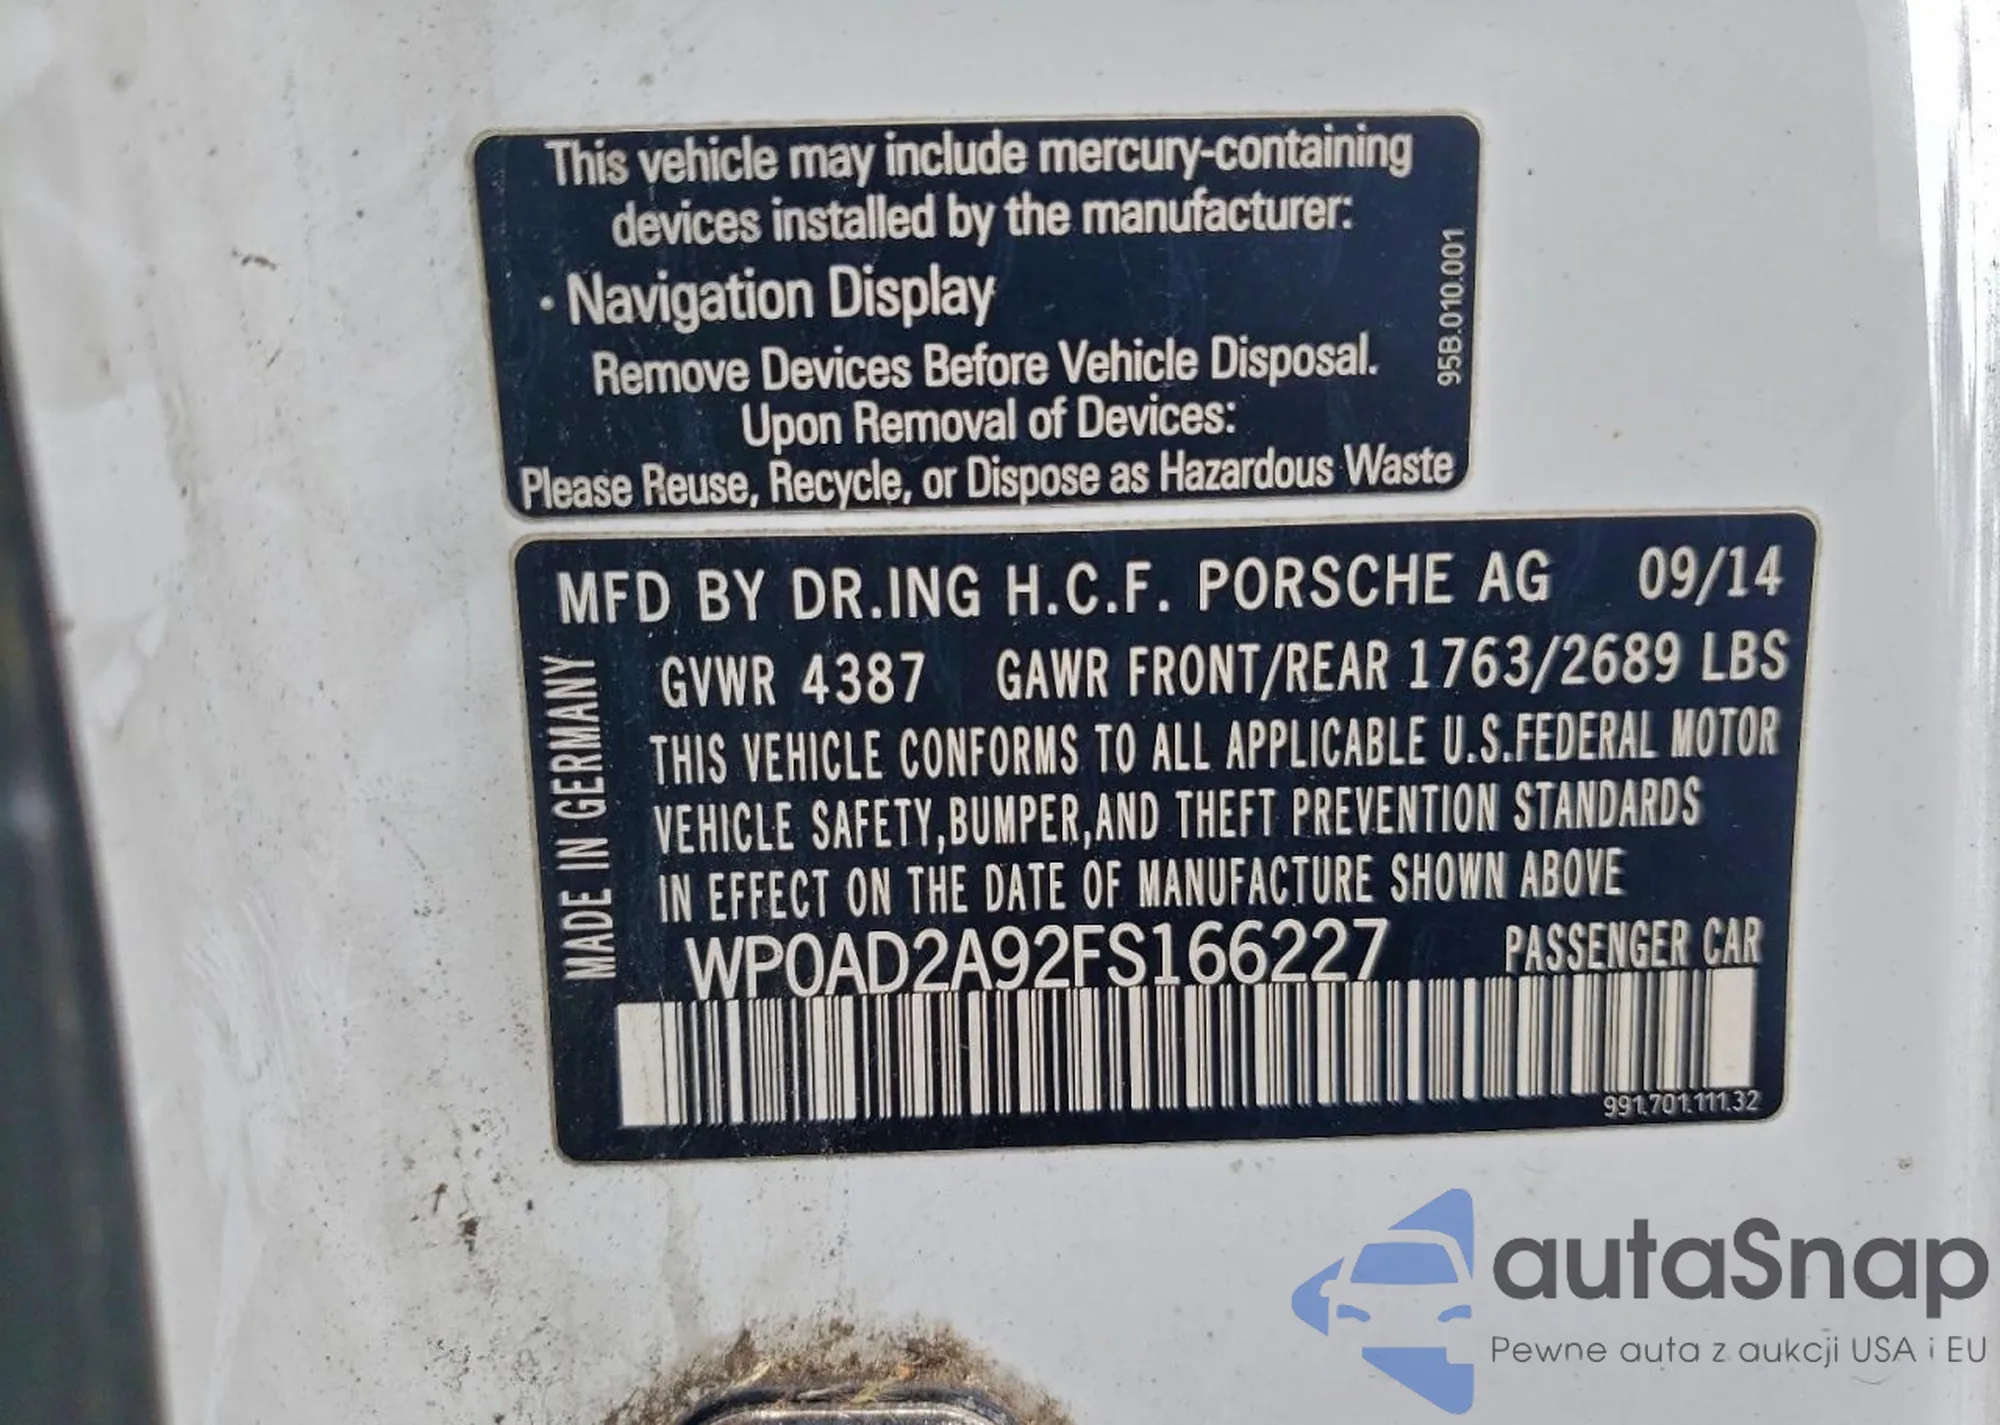 This vehicle may include mercury-containing
devices installed by the manufacturer:
· Navigation Display
Remove Devices Before Vehicle Disposal.
Upon Removal of Devices:
Please Reuse, Recycle, or Dispose as Hazardous Waste
95B.010.001
MFD BY DR.ING H.C.F. PORSCHE AG 09/14
GVWR 4387 GAWR FRONT/REAR 1763/2689 LBS
THIS VEHICLE CONFORMS TO ALL APPLICABLE U.S.FEDERAL MOTOR
VEHICLE SAFETY,BUMPER,AND THEFT PREVENTION STANDARDS
IN EFFECT ON THE DATE OF MANUFACTURE SHOWN ABOVE
WP0AD2A92FS166227 PASSENGER CAR
MADE IN GERMANY
991.701.111.32
autaSnap
Pewne auta z aukcji USA i EU